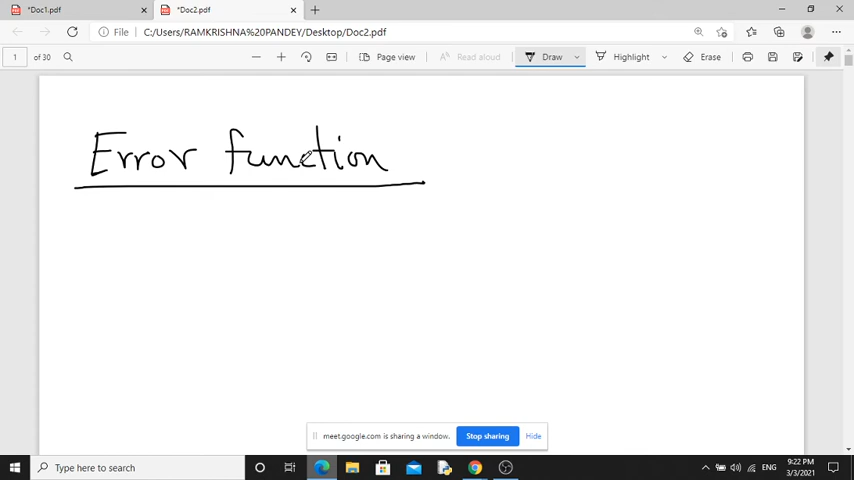 *Doc1.pdf
*Doc2.pdf
File
C:/Users/RAMKRISHNA%20PANDEY/Desktop/Doc2.pdf
1 of 30
Page view
Read aloud
Draw
Highlight
Erase
Error function
meet.google.com is sharing a window.
Stop sharing
Hide
Type here to search
ENG
9:22 PM
3/3/2021